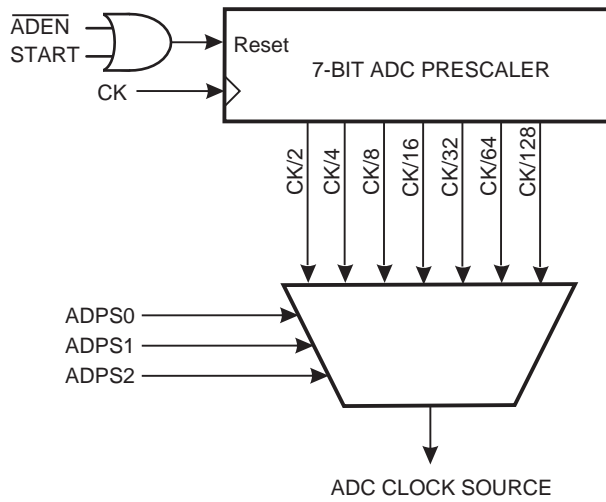 ADEN
START
Reset
7-BIT ADC PRESCALER
CK
CK/2
CK/4
CK/8
CK/16
CK/32
CK/64
CK/128
ADPS0
ADPS1
ADPS2
ADC CLOCK SOURCE